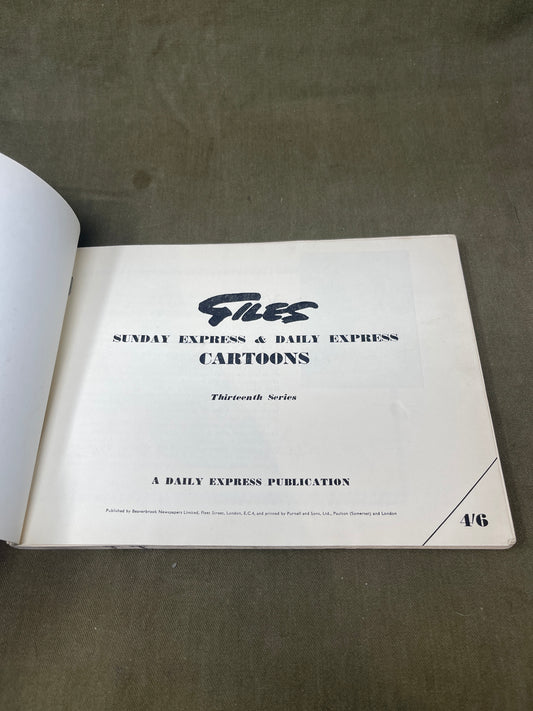 GILES
SUNDAY EXPRESS & DAILY EXPRESS
CARTOONS
Thirteenth Series
A DAILY EXPRESS PUBLICATION
Published by Beaverbrook Newspapers Limited, Fleet Street, London, E.C.4, and printed by Purnell and Sons, Ltd., Paulton (Somerset) and London
4/6